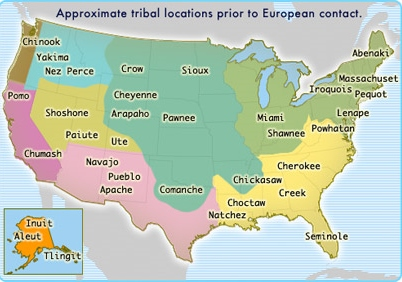 Approximate tribal locations prior to European contact.
Chinook
Yakima
Nez Perce
Crow
Sioux
Abenaki
Massachuset
Iroquois
Pequot
Pomo
Cheyenne
Shoshone
Arapaho
Pawnee
Miami
Lenape
Shawnee
Powhatan
Paiute
Ute
Chumash
Navajo
Pueblo
Apache
Comanche
Chickasaw
Cherokee
Choctaw
Creek
Natchez
Seminole
Inuit
Aleut
Tlingit